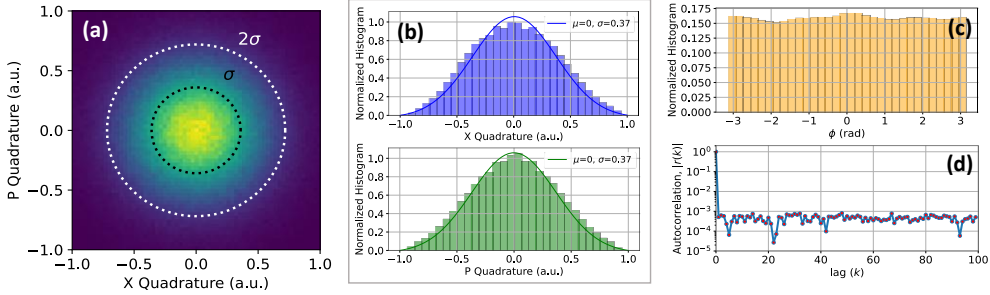 (a)
2σ
σ
P Quadrature (a.u.)
1.0
0.5
0.0
−0.5
−1.0
−1.0 −0.5 0.0 0.5 1.0
X Quadrature (a.u.)
(b)
μ=0, σ=0.37
Normalized Histogram
1.0
0.8
0.6
0.4
0.2
0.0
−1.0 −0.5 0.0 0.5 1.0
X Quadrature (a.u.)
μ=0, σ=0.37
Normalized Histogram
1.0
0.8
0.6
0.4
0.2
0.0
−1.0 −0.5 0.0 0.5 1.0
P Quadrature (a.u.)
(c)
Normalized Histogram
0.175
0.150
0.125
0.100
0.075
0.050
0.025
0.000
−3 −2 −1 0 1 2 3
ϕ (rad)
(d)
Autocorrelation, |r(k)|
10⁰
10⁻¹
10⁻²
10⁻³
10⁻⁴
10⁻⁵
0 20 40 60 80 100
lag (k)